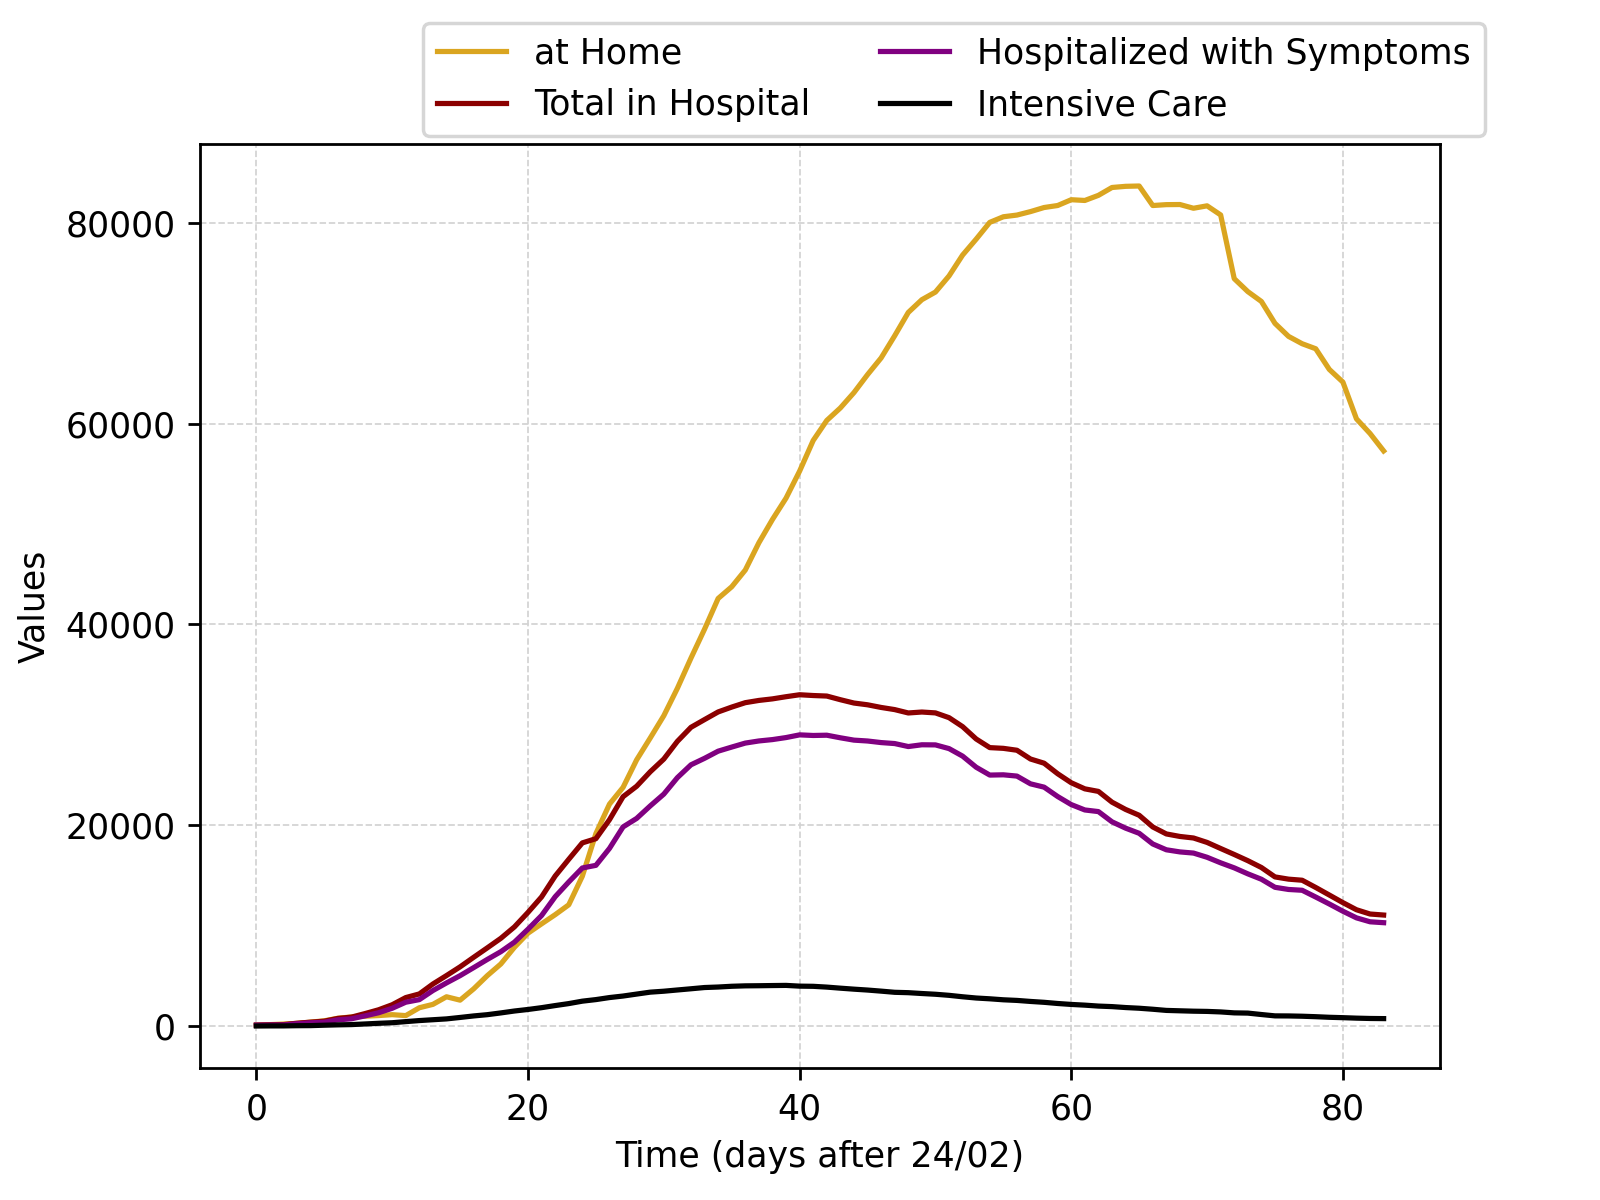 at Home
Total in Hospital
Hospitalized with Symptoms
Intensive Care
80000
60000
40000
20000
0
Values
0 20 40 60 80
Time (days after 24/02)